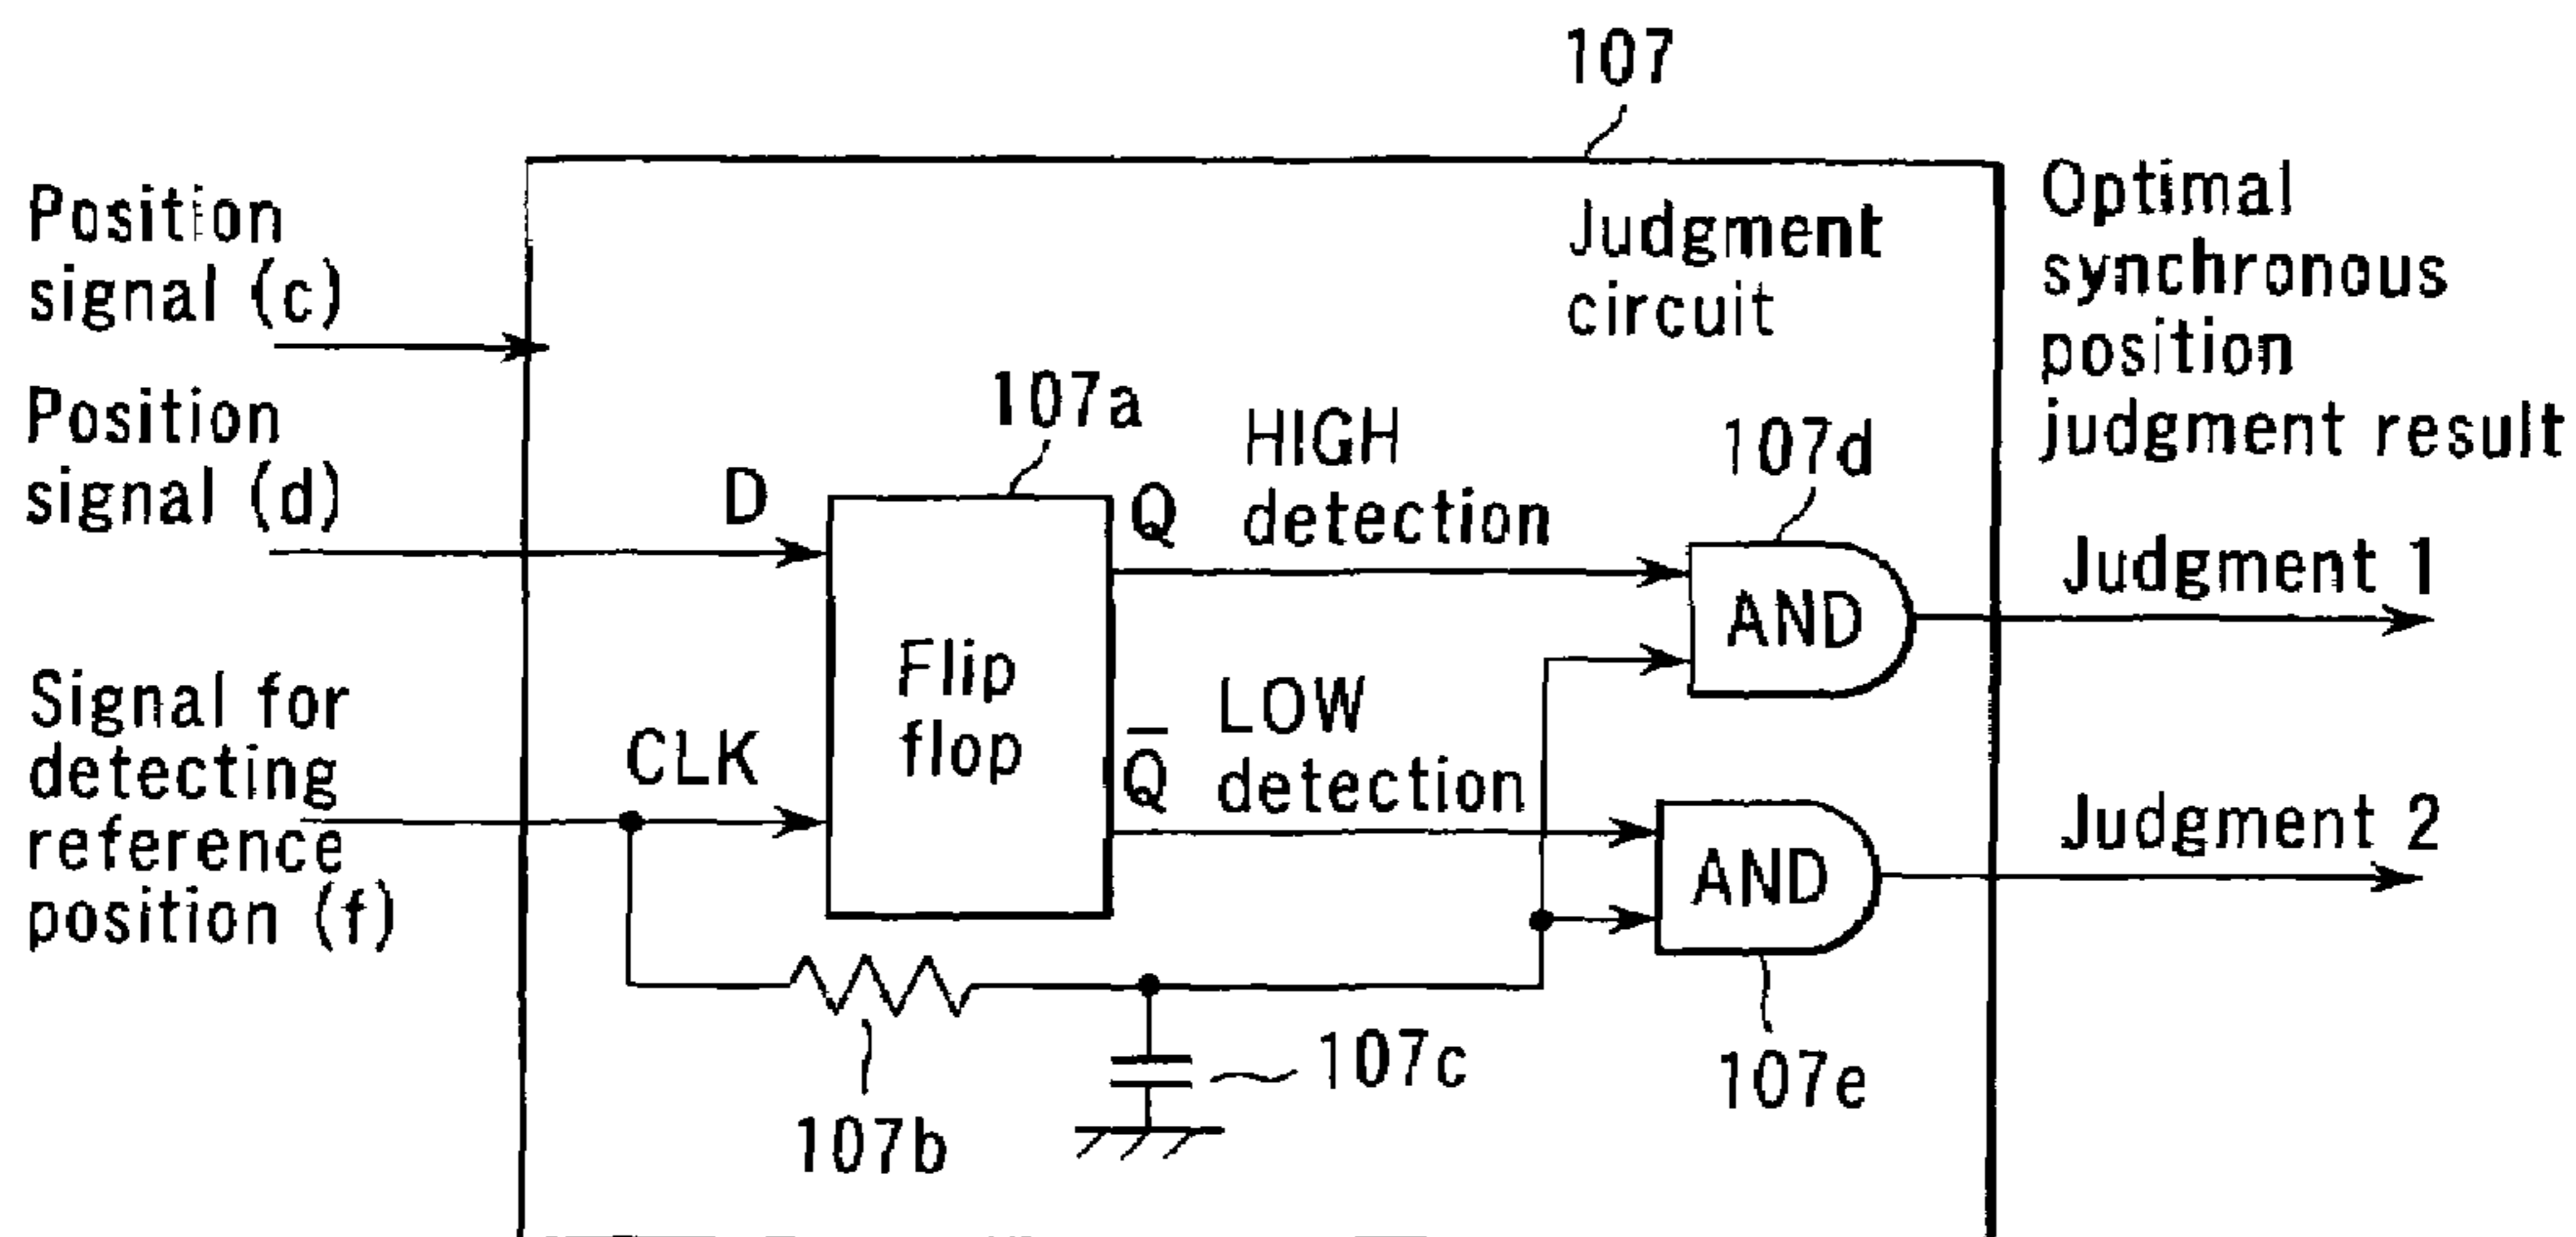 107
Position
signal (c)
Judgment
circuit
Optimal
synchronous
position
judgment result
Position
signal (d)
107a
D
Q
HIGH
detection
107d
AND
Judgment 1
Signal for
detecting
reference
position (f)
CLK
Flip
flop
Q̅
LOW
detection
AND
Judgment 2
107b
107c
107e